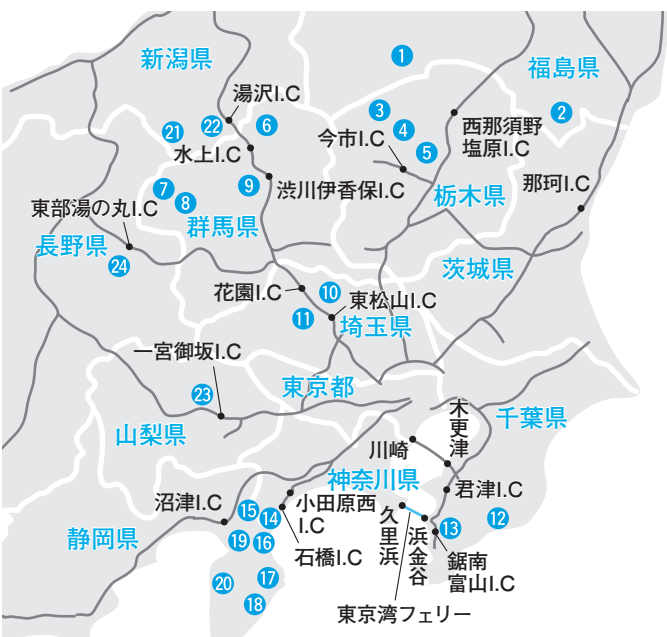 新潟県
①
福島県
湯沢I.C
③
②
㉑
㉒
⑥
④
西那須野
塩原I.C
水上I.C
今市I.C
⑤
⑦
⑨
渋川伊香保I.C
那珂I.C
⑧
栃木県
東部湯の丸I.C
群馬県
長野県
㉔
茨城県
花園I.C
⑩
東松山I.C
⑪
埼玉県
一宮御坂I.C
㉓
東京都
千葉県
山梨県
木更津
川崎
神奈川県
君津I.C
沼津I.C
⑮
⑭
小田原西
I.C
久里浜
浜金谷
⑬
⑫
静岡県
⑲
⑯
石橋I.C
鋸南
富山I.C
⑳
⑰
⑱
東京湾フェリー